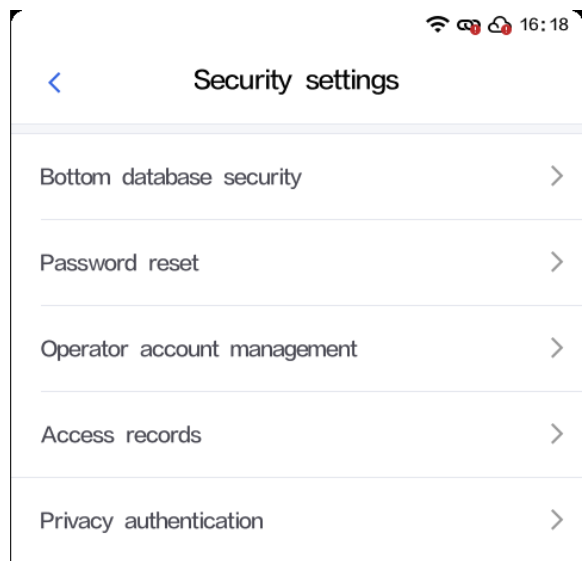 16:18
Security settings
Bottom database security
Password reset
Operator account management
Access records
Privacy authentication